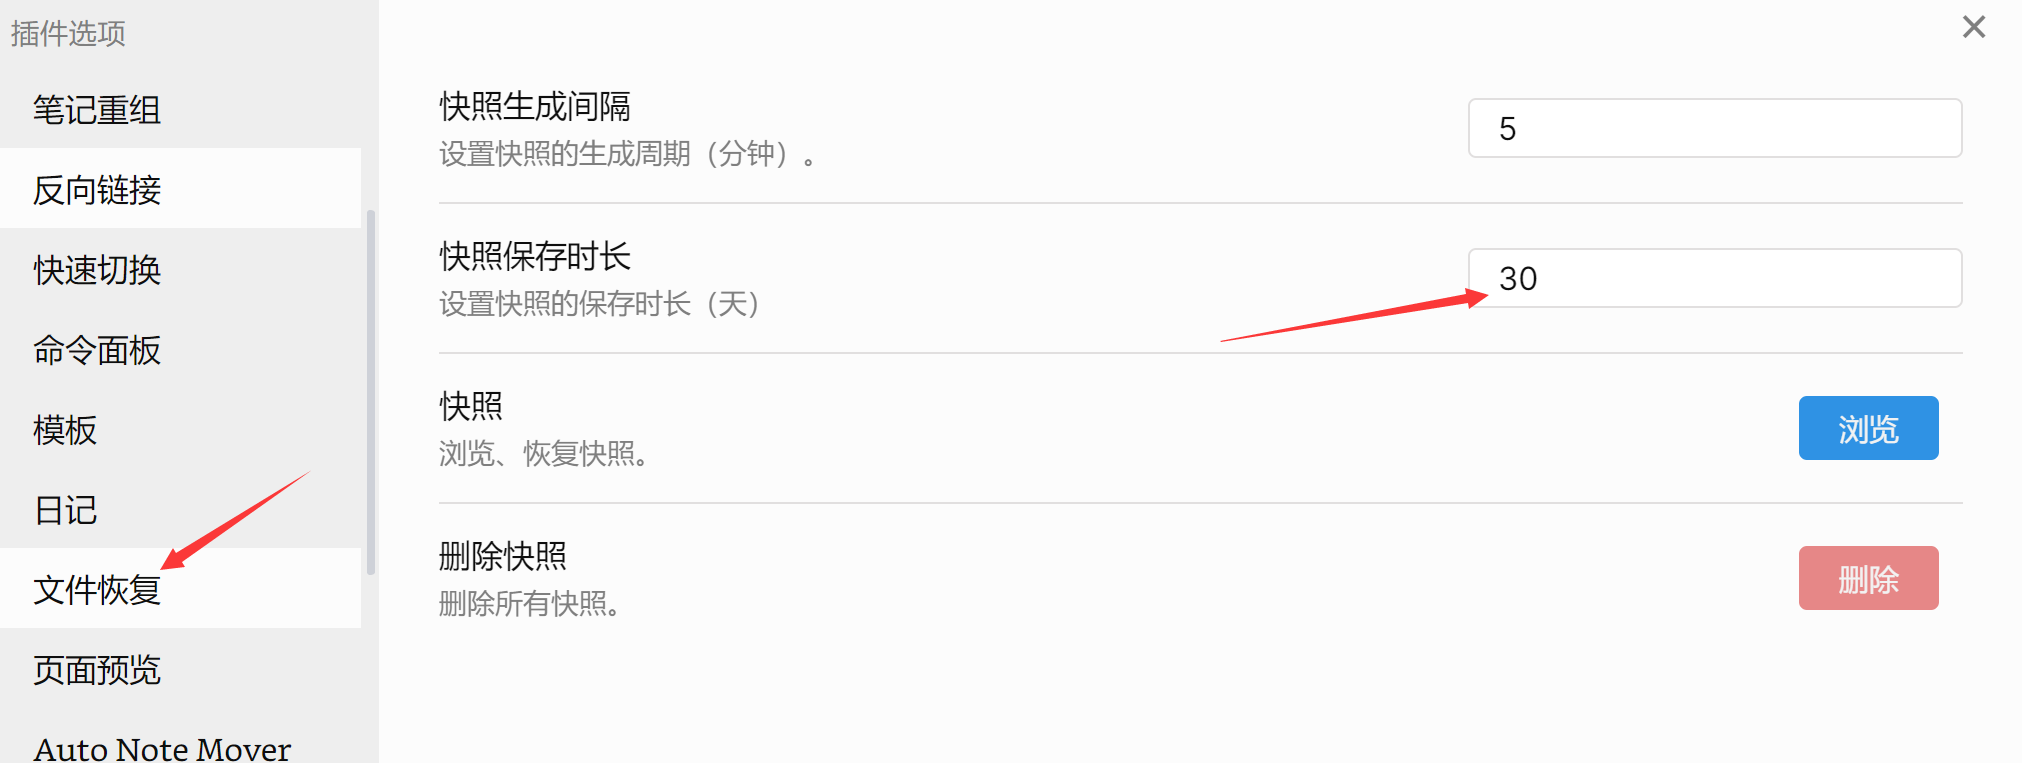 插件选项
笔记重组
反向链接
快速切换
命令面板
模板
日记
文件恢复
页面预览
Auto Note Mover
快照生成间隔
设置快照的生成周期（分钟）。
5
快照保存时长
设置快照的保存时长（天）
30
快照
浏览、恢复快照。
浏览
删除快照
删除所有快照。
删除